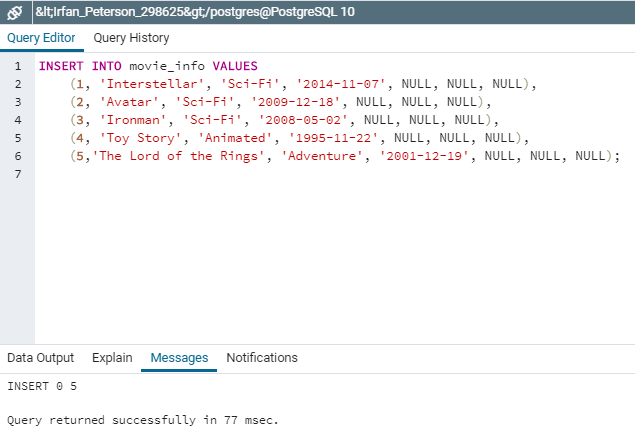 &lt;Irfan_Peterson_298625&gt;/postgres@PostgreSQL 10
Query Editor Query History
1 INSERT INTO movie_info VALUES
2 (1, 'Interstellar', 'Sci-Fi', '2014-11-07', NULL, NULL, NULL),
3 (2, 'Avatar', 'Sci-Fi', '2009-12-18', NULL, NULL, NULL),
4 (3, 'Ironman', 'Sci-Fi', '2008-05-02', NULL, NULL, NULL),
5 (4, 'Toy Story', 'Animated', '1995-11-22', NULL, NULL, NULL),
6 (5,'The Lord of the Rings', 'Adventure', '2001-12-19', NULL, NULL, NULL);
7
Data Output Explain Messages Notifications
INSERT 0 5
Query returned successfully in 77 msec.